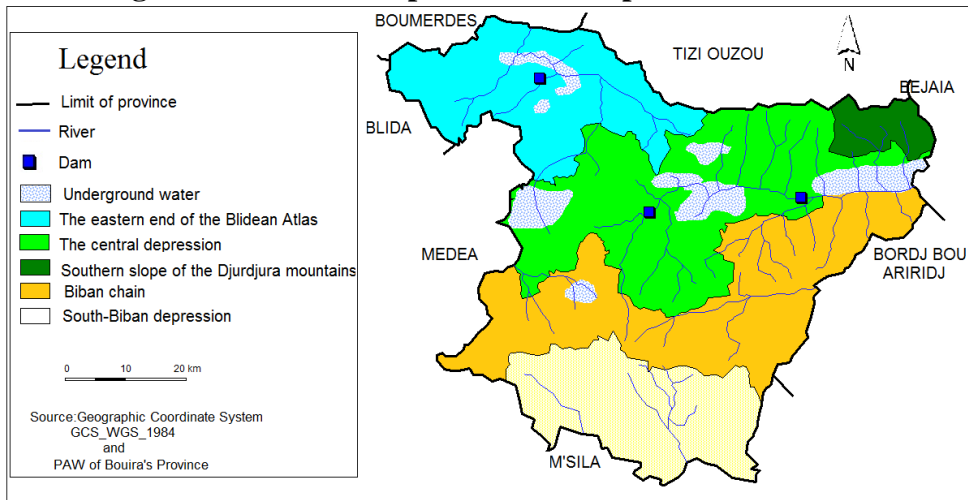 Legend
Limit of province
River
Dam
Underground water
The eastern end of the Blidean Atlas
The central depression
Southern slope of the Djurdjura mountains
Biban chain
South-Biban depression
0 10 20 km
Source:Geographic Coordinate System
GCS_WGS_1984
and
PAW of Bouira's Province
BOUMERDES
TIZI OUZOU
N
BEJAIA
BLIDA
MEDEA
BORDJ BOU
ARIRIDJ
M'SILA